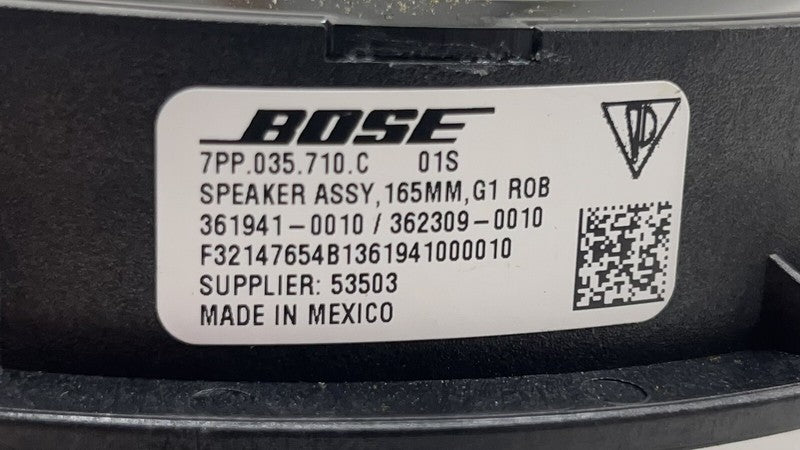 BOSE
7PP.035.710.C 01S
SPEAKER ASSY,165MM,G1 ROB
361941-0010 / 362309-0010
F32147654B1361941000010
SUPPLIER: 53503
MADE IN MEXICO